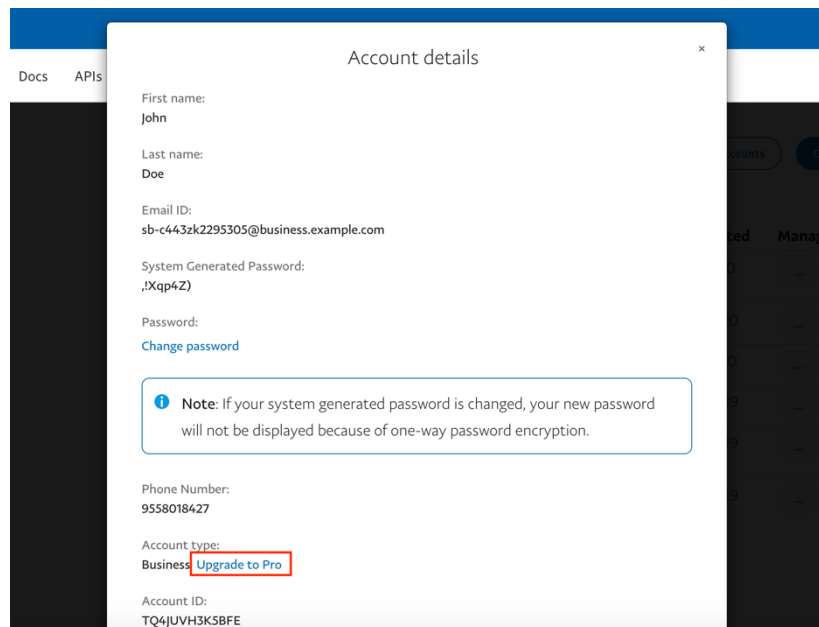 Account details
×
Docs APIs
First name:
John
Last name:
Doe
Email ID:
sb-c443zk2295305@business.example.com
System Generated Password:
,!Xqp4Z)
Password:
Change password
Note: If your system generated password is changed, your new password
will not be displayed because of one-way password encryption.
Phone Number:
9558018427
Account type:
Business Upgrade to Pro
Account ID:
TQ4JUVH3K5BFE